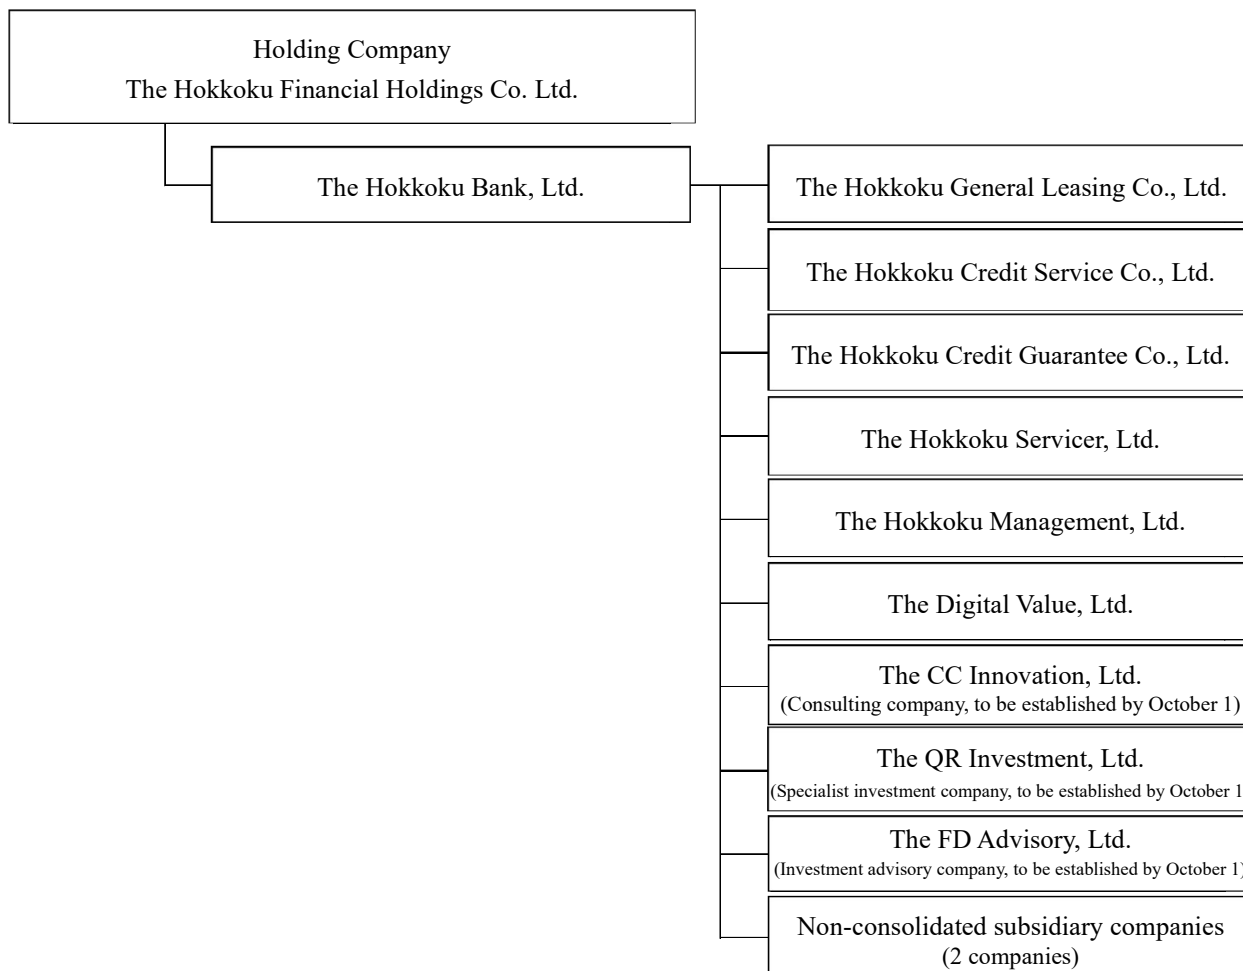 Holding Company
The Hokkoku Financial Holdings Co. Ltd.
The Hokkoku Bank, Ltd.
The Hokkoku General Leasing Co., Ltd.
The Hokkoku Credit Service Co., Ltd.
The Hokkoku Credit Guarantee Co., Ltd.
The Hokkoku Servicer, Ltd.
The Hokkoku Management, Ltd.
The Digital Value, Ltd.
The CC Innovation, Ltd.
(Consulting company, to be established by October 1)
The QR Investment, Ltd.
(Specialist investment company, to be established by October 1
The FD Advisory, Ltd.
(Investment advisory company, to be established by October 1)
Non-consolidated subsidiary companies
(2 companies)